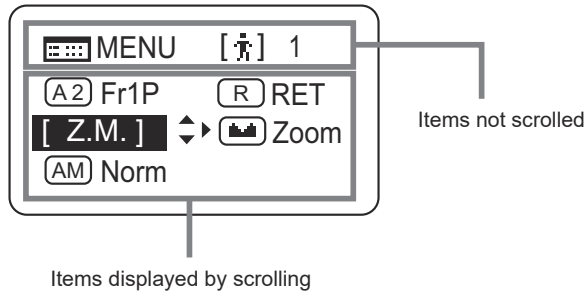 MENU [ ] 1
A2 Fr1P R RET
Items not scrolled
[ Z.M. ] Zoom
AM Norm
Items displayed by scrolling